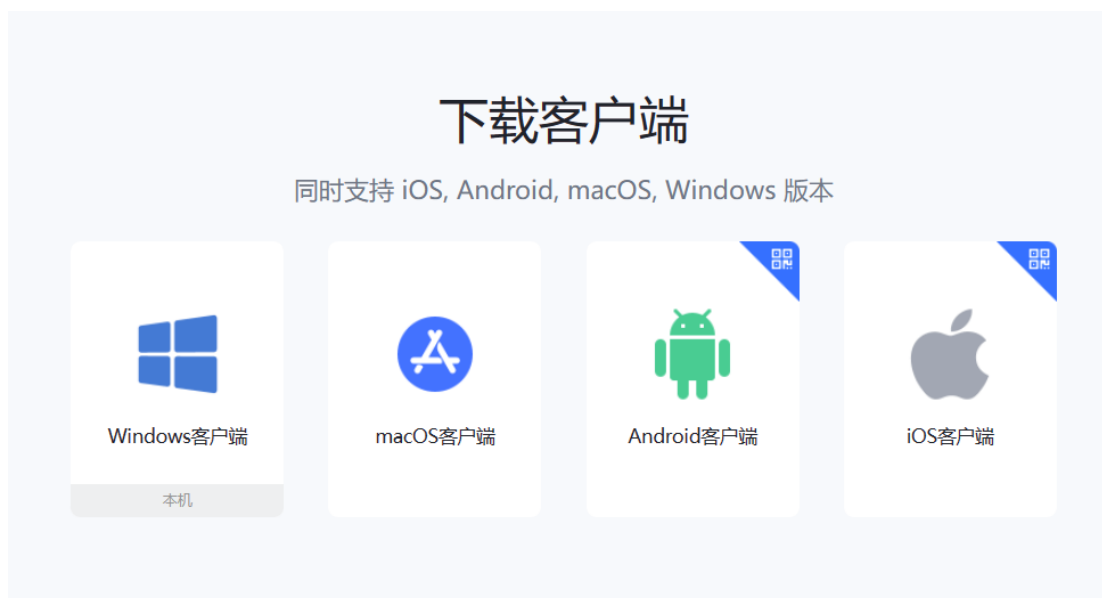 下载客户端
同时支持 iOS, Android, macOS, Windows 版本
Windows客户端
macOS客户端
Android客户端
iOS客户端
本机